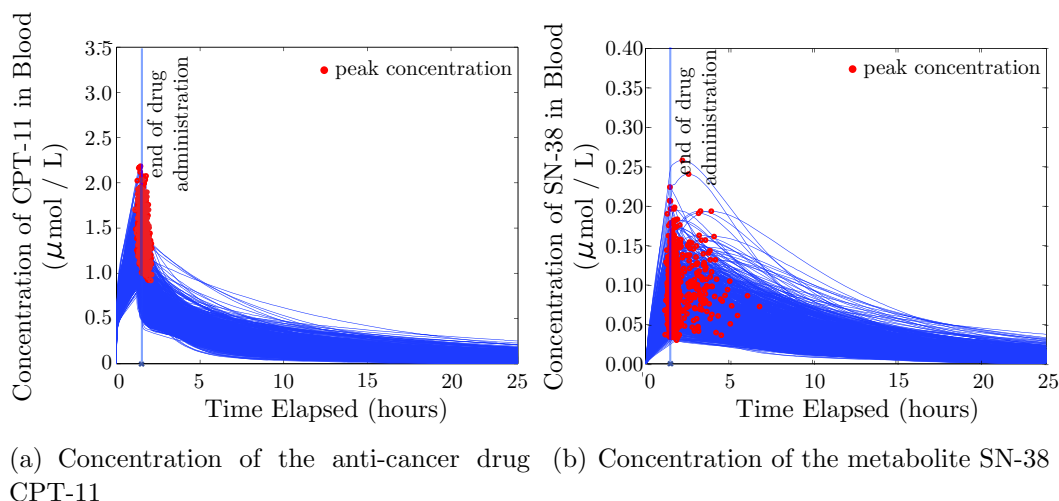 Concentration of CPT-11 in Blood
(μmol / L)
3.5
3.0
2.5
2.0
1.5
1.0
0.5
0
0 5 10 15 20 25
Time Elapsed (hours)
end of drug
administration
peak concentration
(a) Concentration of the anti-cancer drug
CPT-11
Concentration of SN-38 in Blood
(μmol / L)
0.40
0.35
0.30
0.25
0.20
0.15
0.10
0.05
0.00
0 5 10 15 20 25
Time Elapsed (hours)
end of drug
administration
peak concentration
(b) Concentration of the metabolite SN-38